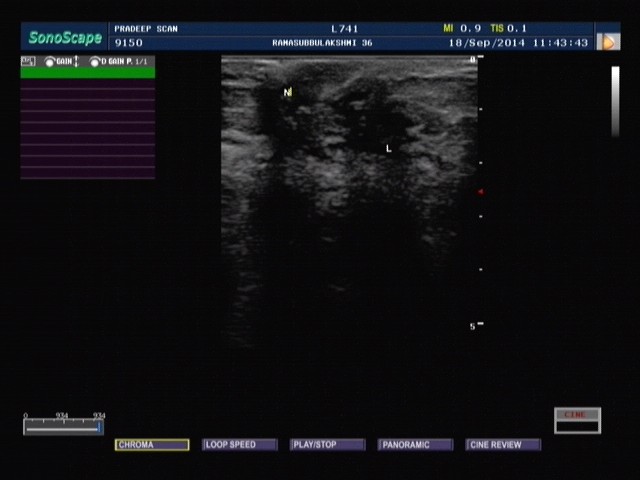 SonoScape
PRADEEP SCAN L741 MI 0.9 TIS 0.1
9150 RAMASUBBULAKSHMI 36 18/Sep/2014 11:43:43
GAIN D GAIN P. 1/1
0
N
L
5
0 934 934
CINE
CHROMA LOOP SPEED PLAY/STOP PANORAMIC CINE REVIEW